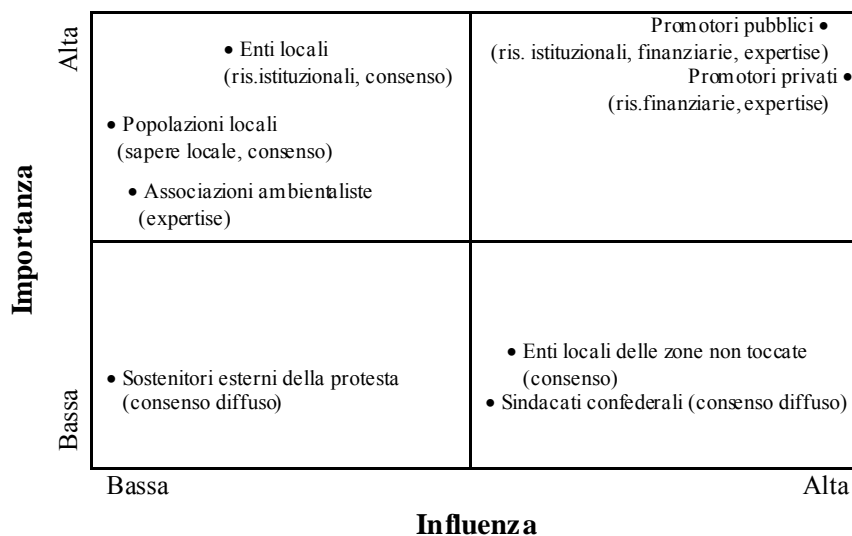 Alta
Promotori pubblici •
• Enti locali
(ris. istituzionali, finanziarie, expertise)
(ris.istituzionali, consenso)
Promotori privati •
(ris.finanziarie, expertise)
• Popolazioni locali
(sapere locale, consenso)
• Associazioni ambientaliste
(expertise)
Importanza
• Enti locali delle zone non toccate
• Sostenitori esterni della protesta
(consenso)
(consenso diffuso)
• Sindacati confederali (consenso diffuso)
Bassa
Bassa
Alta
Influenza